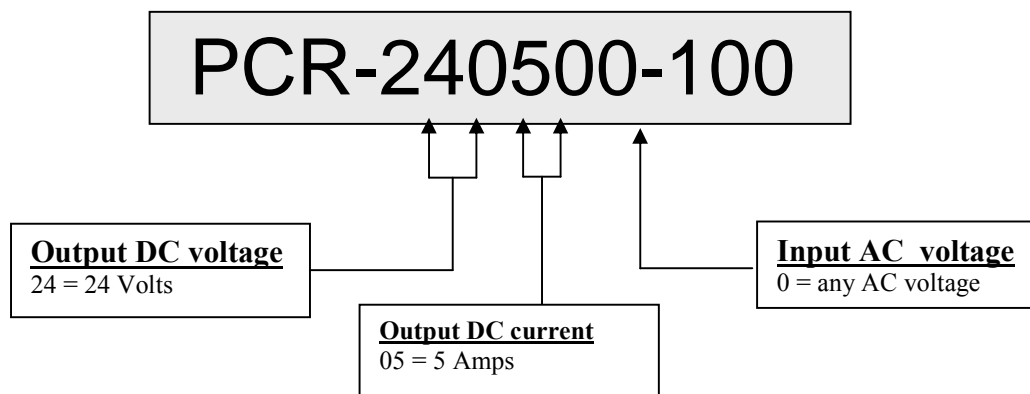 PCR-240500-100
Output DC voltage
24 = 24 Volts
Output DC current
05 = 5 Amps
Input AC voltage
0 = any AC voltage